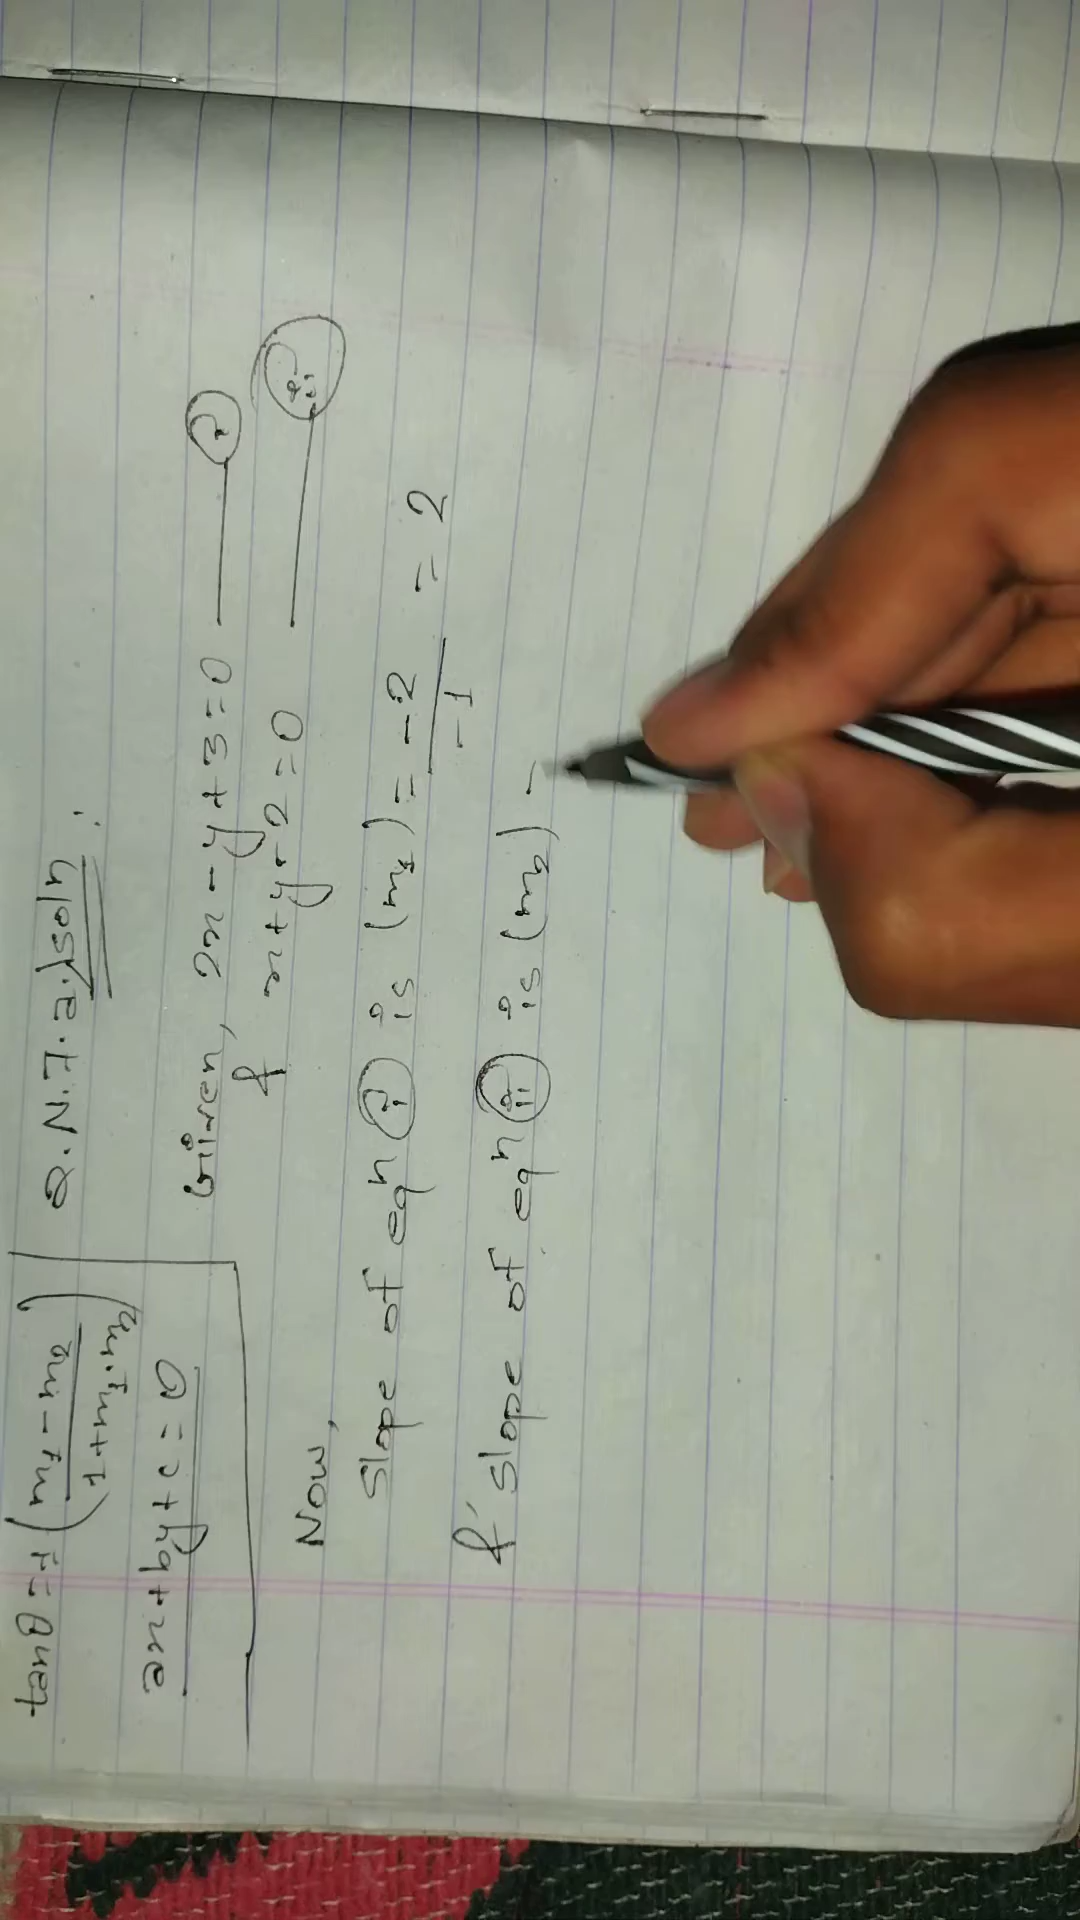 tanθ = ± (m1 - m2 / 1 + m1.m2)
ax + by + c = 0
Q.N.1.a.soln:
Given, 2x - y + 3 = 0 — i
& x + y - 2 = 0 — ii
Now,
slope of eqn i is (m1) = -2 / -1 = 2
& slope of eqn ii is (m2) -